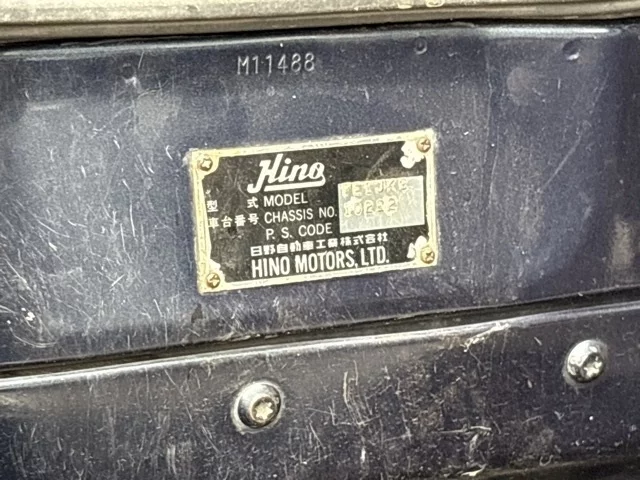 M11488
Hino
型 式 MODEL
車台番号 CHASSIS NO. 10252
P. S. CODE
日野自動車工業株式会社
HINO MOTORS, LTD.